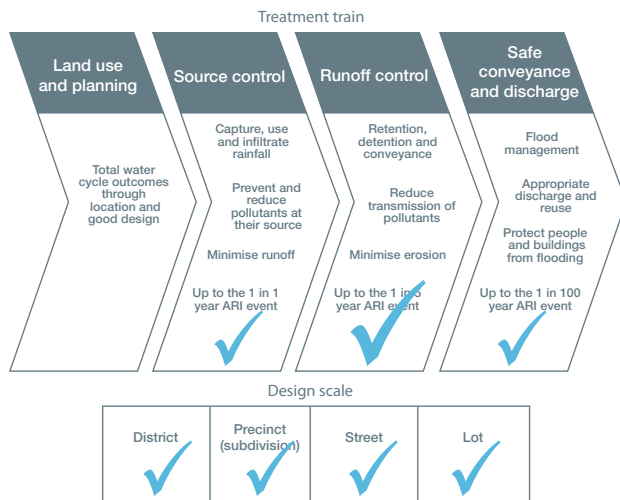 Treatment train
Land use
and planning
Source control
Runoff control
Safe
conveyance
and discharge
Total water
cycle outcomes
through
location and
good design
Capture, use
and infiltrate
rainfall
Prevent and
reduce
pollutants at
their source
Minimise runoff
Up to the 1 in 1
year ARI event
Retention,
detention and
conveyance
Reduce
transmission of
pollutants
Minimise erosion
Up to the 1 in 5
year ARI event
Flood
management
Appropriate
discharge and
reuse
Protect people
and buildings
from flooding
Up to the 1 in 100
year ARI event
Design scale
District
Precinct
(subdivision)
Street
Lot